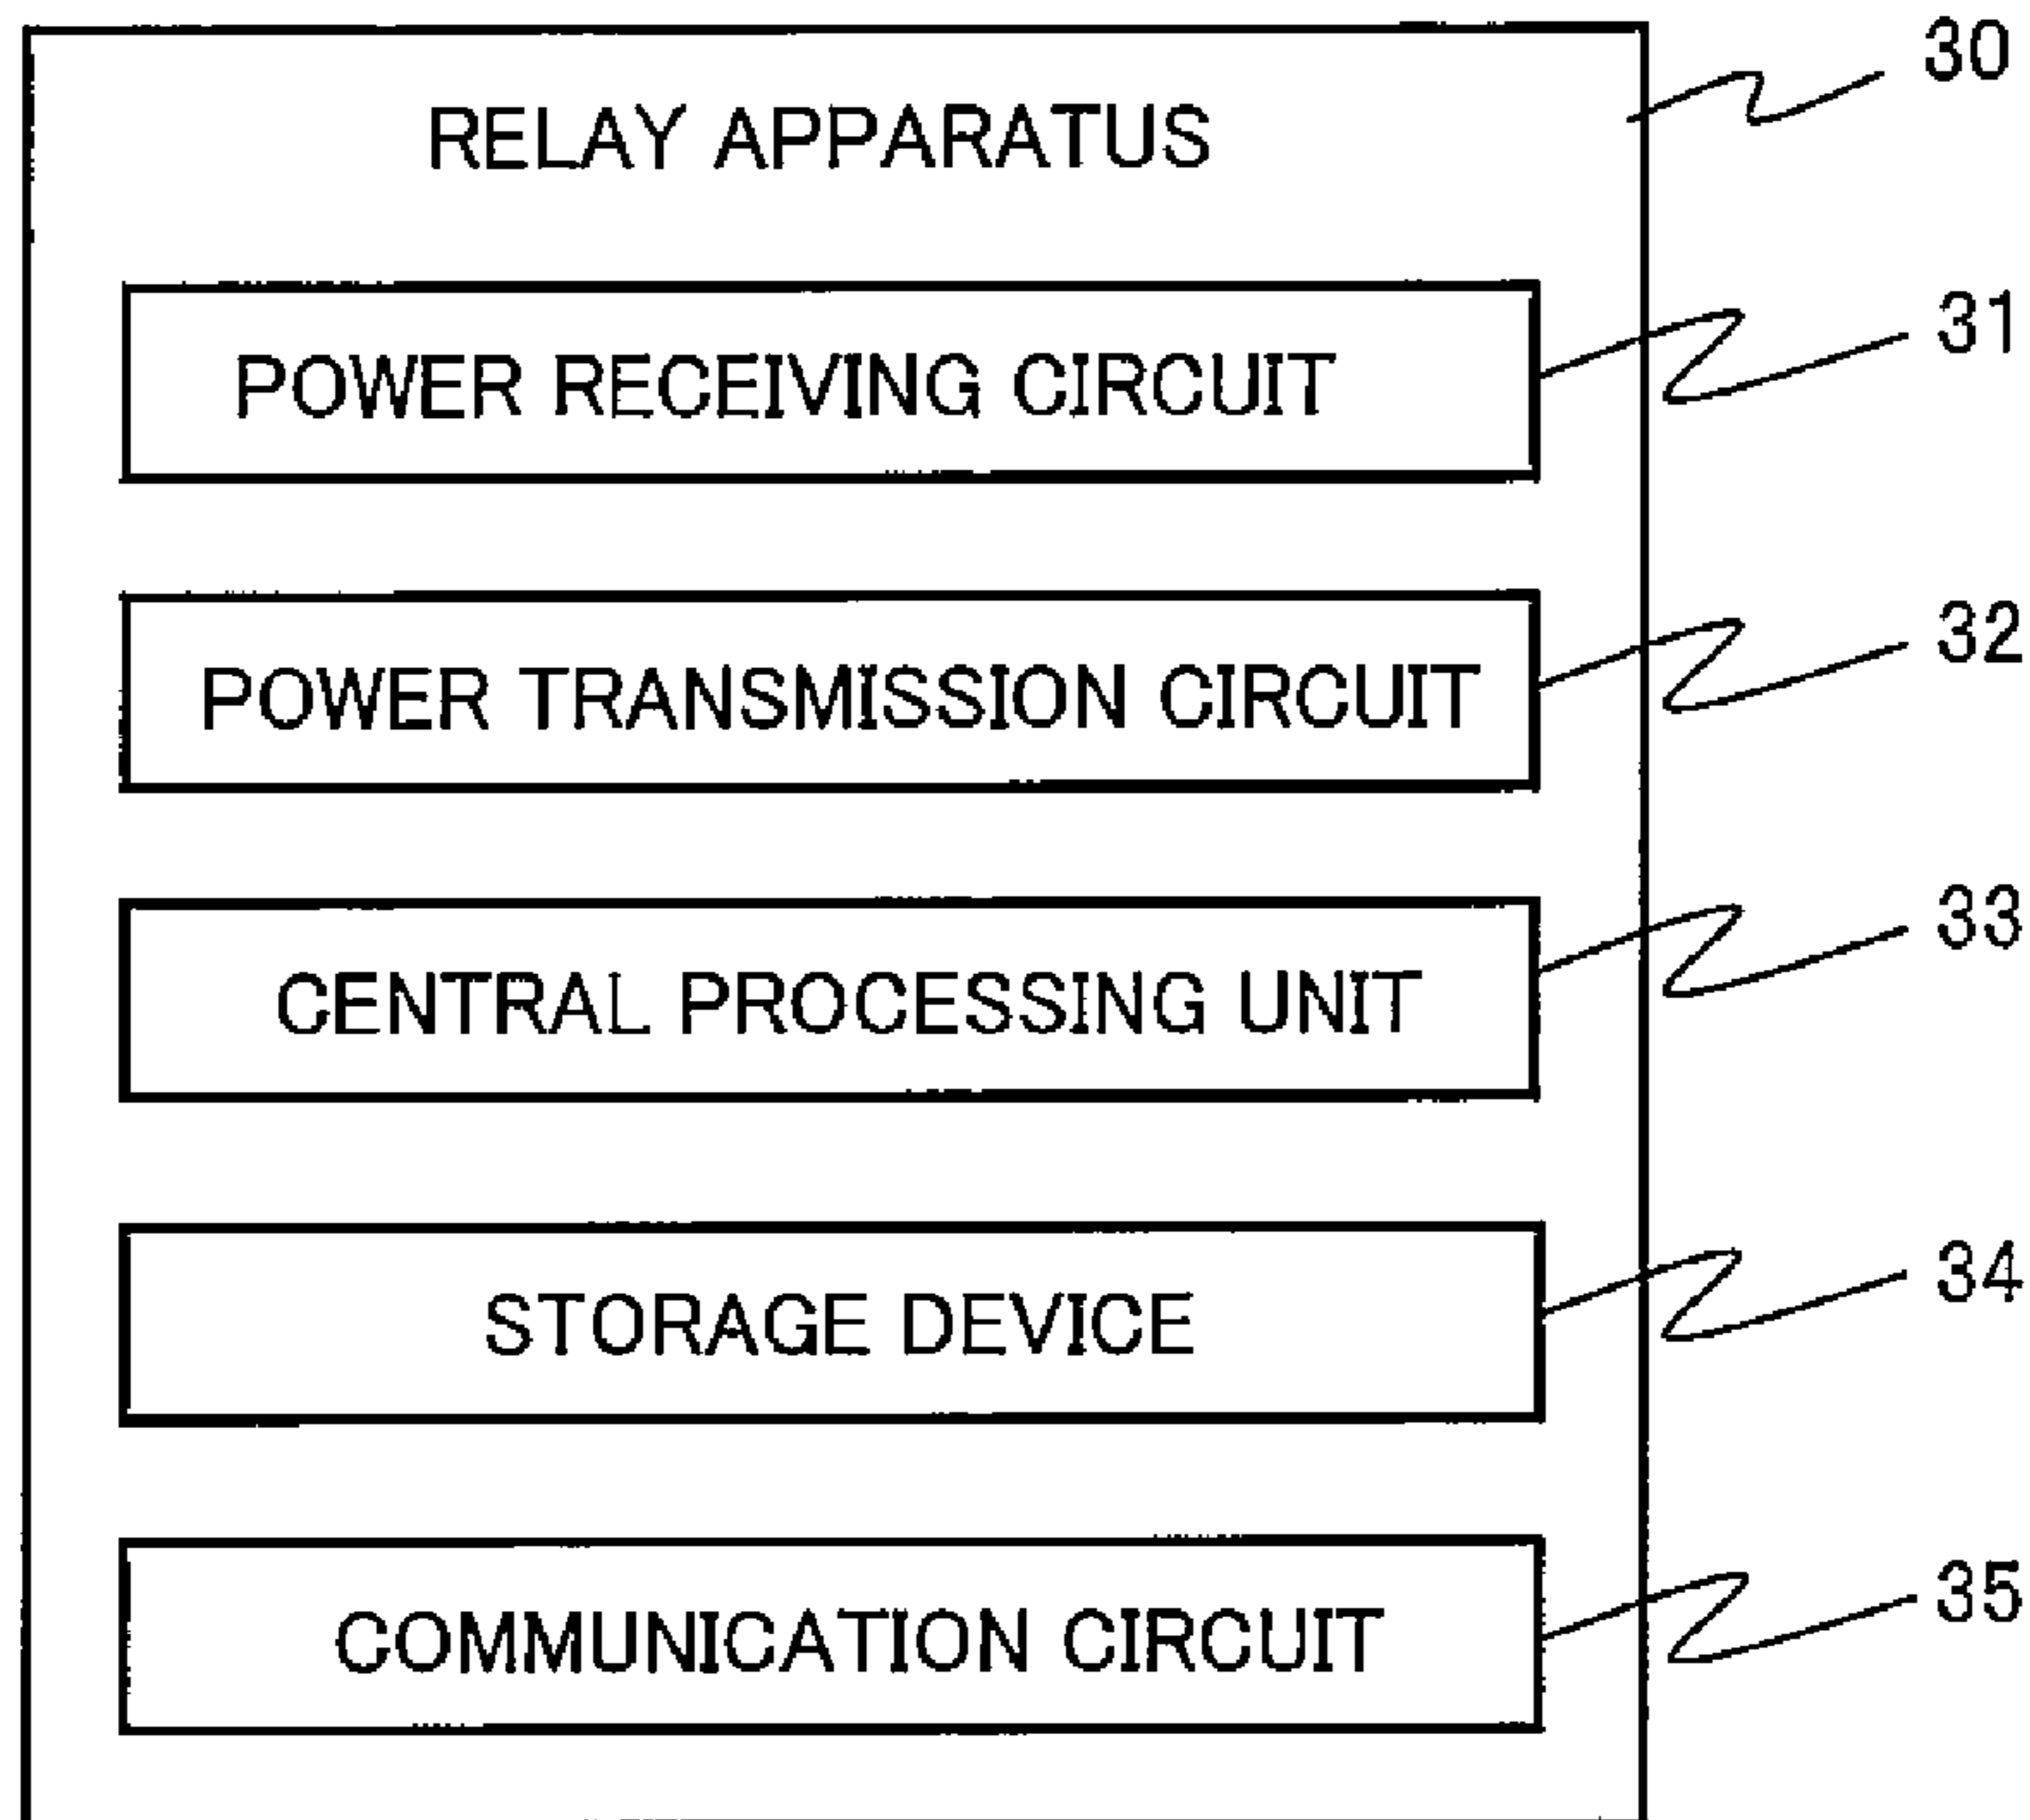 30
RELAY APPARATUS
31
POWER RECEIVING CIRCUIT
32
POWER TRANSMISSION CIRCUIT
33
CENTRAL PROCESSING UNIT
34
STORAGE DEVICE
35
COMMUNICATION CIRCUIT